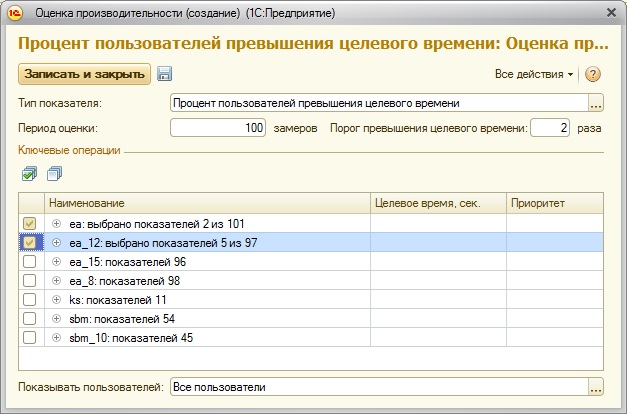 Оценка производительности (создание) (1С:Предприятие)
Процент пользователей превышения целевого времени: Оценка пр...
Записать и закрыть Все действия ?
Тип показателя: Процент пользователей превышения целевого времени ...
Период оценки: 100 замеров Порог превышения целевого времени: 2 раза
Ключевые операции
Наименование Целевое время, сек. Приоритет
ea: выбрано показателей 2 из 101
ea_12: выбрано показателей 5 из 97
ea_15: показателей 96
ea_8: показателей 98
ks: показателей 11
sbm: показателей 54
sbm_10: показателей 45
Показывать пользователей: Все пользователи ...